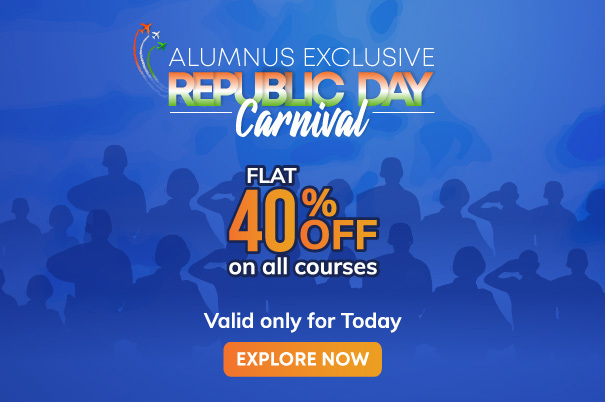 ALUMNUS EXCLUSIVE
REPUBLIC DAY
Carnival
FLAT
40% OFF
on all courses
Valid only for Today
EXPLORE NOW